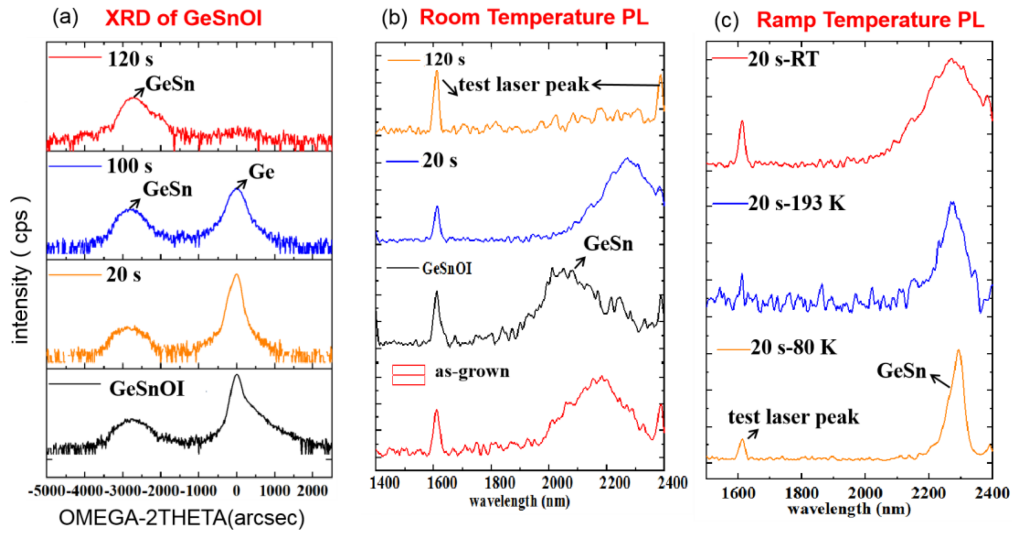 (a) XRD of GeSnOI
120 s
GeSn
100 s
GeSn
Ge
20 s
GeSnOI
intensity ( cps )
-5000-4000-3000-2000-1000 0 1000 2000
OMEGA-2THETA(arcsec)
(b) Room Temperature PL
120 s
test laser peak
20 s
GeSn
GeSnOI
as-grown
1400 1600 1800 2000 2200 2400
wavelength (nm)
(c) Ramp Temperature PL
20 s-RT
20 s-193 K
20 s-80 K
GeSn
test laser peak
1600 1800 2000 2200 2400
wavelength (nm)